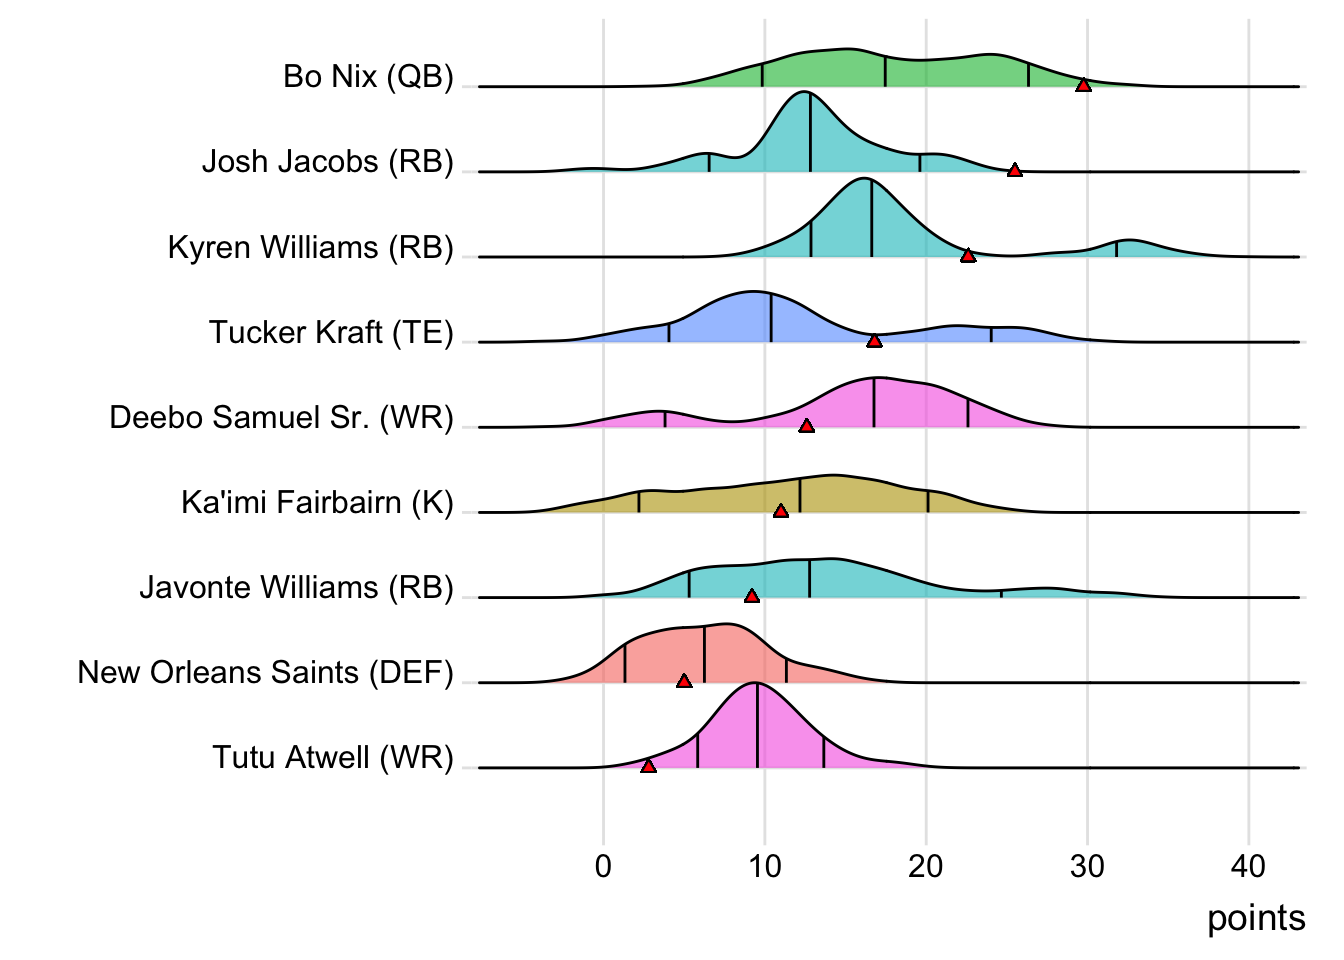 Bo Nix (QB)
Josh Jacobs (RB)
Kyren Williams (RB)
Tucker Kraft (TE)
Deebo Samuel Sr. (WR)
Ka'imi Fairbairn (K)
Javonte Williams (RB)
New Orleans Saints (DEF)
Tutu Atwell (WR)
0 10 20 30 40
points